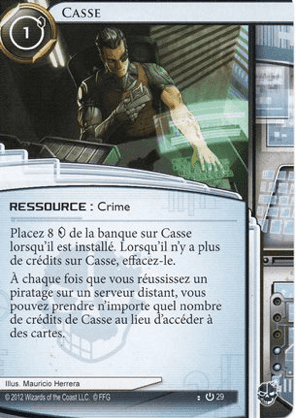 Casse
1
RESSOURCE : Crime
Placez 8 de la banque sur Casse
lorsqu'il est installé. Lorsqu'il n'y a plus
de crédits sur Casse, effacez-le.
À chaque fois que vous réussissez un
piratage sur un serveur distant, vous
pouvez prendre n'importe quel nombre
de crédits de Casse au lieu d'accéder à
des cartes.
Illus. Mauricio Herrera
© 2012 Wizards of the Coast LLC. © FFG
29